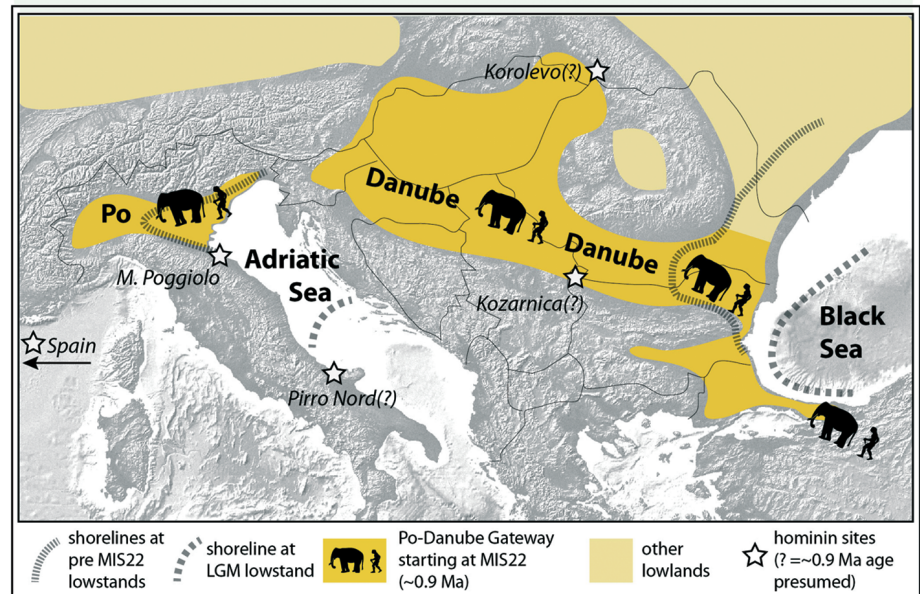 Korolevo(?)
Danube
Po
Danube
M. Poggiolo
Adriatic
Sea
Kozarnica(?)
Black
Sea
Spain
Pirro Nord(?)
shorelines at
pre MIS22
lowstands
shoreline at
LGM lowstand
Po-Danube Gateway
starting at MIS22
(~0.9 Ma)
other
lowlands
hominin sites
(? =~0.9 Ma age
presumed)